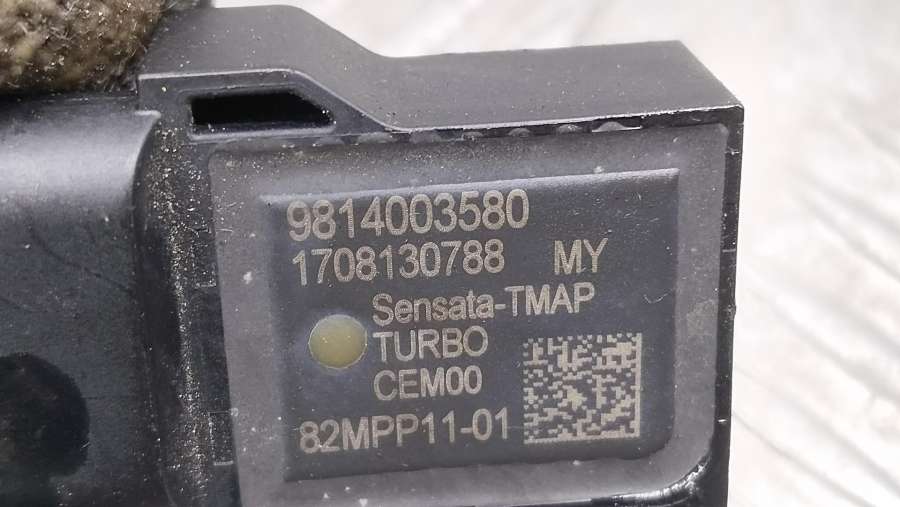 9814003580
1708130788 MY
Sensata-TMAP
TURBO
CEM00
82MPP11-01